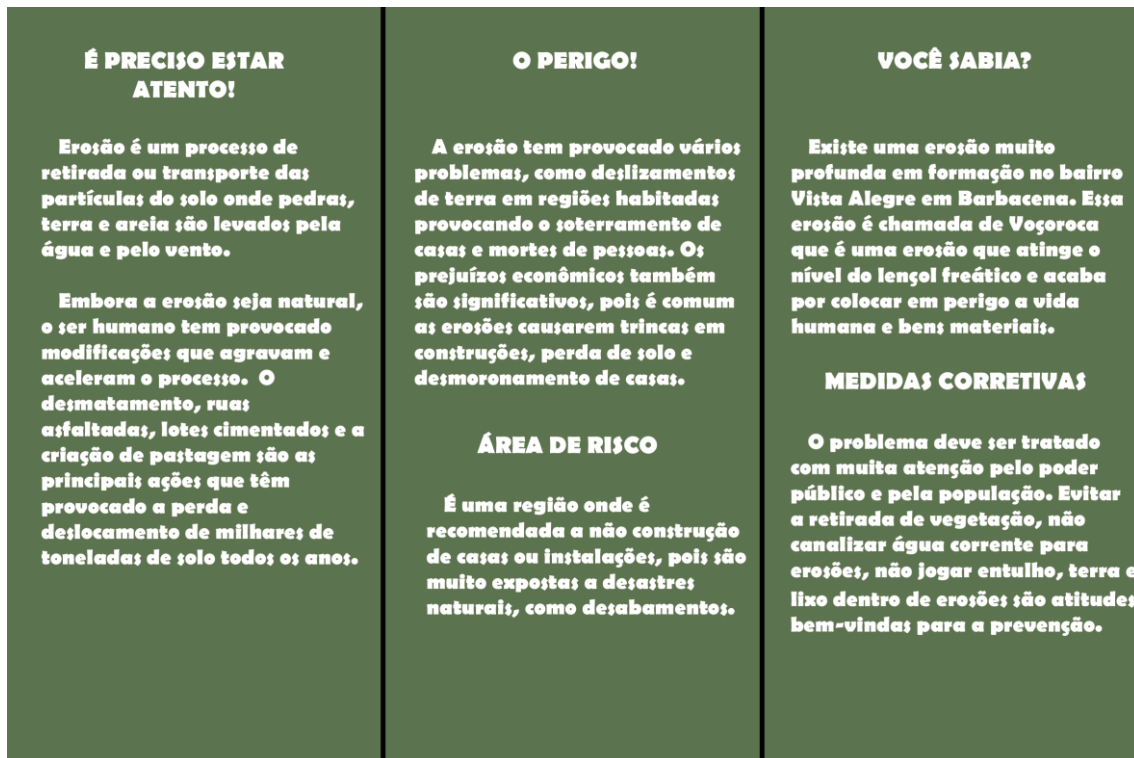 É PRECISO ESTAR
ATENTO!
Erosão é um processo de
retirada ou transporte das
partículas do solo onde pedras,
terra e areia são levados pela
água e pelo vento.
Embora a erosão seja natural,
o ser humano tem provocado
modificações que agravam e
aceleram o processo. O
desmatamento, ruas
asfaltadas, lotes cimentados e a
criação de pastagem são as
principais ações que têm
provocado a perda e
deslocamento de milhares de
toneladas de solo todos os anos.
O PERIGO!
A erosão tem provocado vários
problemas, como deslizamentos
de terra em regiões habitadas
provocando o soterramento de
casas e mortes de pessoas. Os
prejuízos econômicos também
são significativos, pois é comum
as erosões causarem trincas em
construções, perda de solo e
desmoronamento de casas.
ÁREA DE RISCO
É uma região onde é
recomendada a não construção
de casas ou instalações, pois são
muito expostas a desastres
naturais, como desabamentos.
VOCÊ SABIA?
Existe uma erosão muito
profunda em formação no bairro
Vista Alegre em Barbacena. Essa
erosão é chamada de Voçoroca
que é uma erosão que atinge o
nível do lençol freático e acaba
por colocar em perigo a vida
humana e bens materiais.
MEDIDAS CORRETIVAS
O problema deve ser tratado
com muita atenção pelo poder
público e pela população. Evitar
a retirada de vegetação, não
canalizar água corrente para
erosões, não jogar entulho, terra e
lixo dentro de erosões são atitudes
bem-vindas para a prevenção.